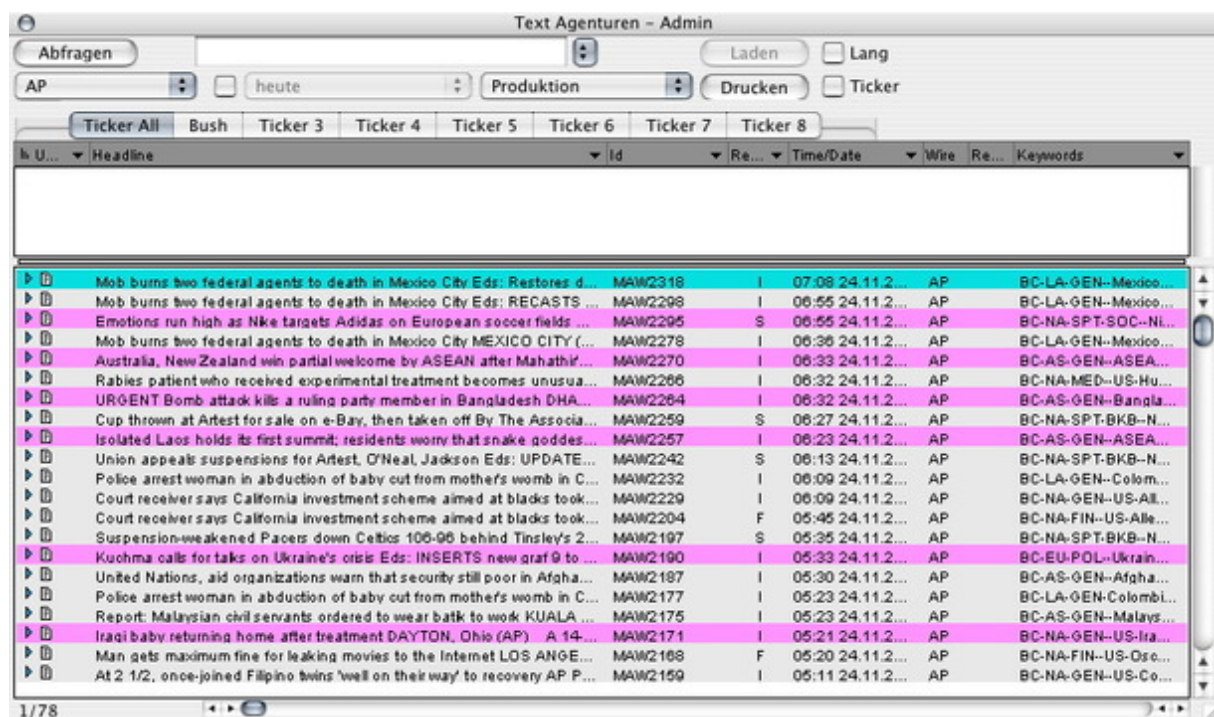 Text Agenturen – Admin
Abfragen Laden Lang
AP heute Produktion Drucken Ticker
Ticker All Bush Ticker 3 Ticker 4 Ticker 5 Ticker 6 Ticker 7 Ticker 8
U... Headline Id Re... Time/Date Wire Re... Keywords
Mob burns two federal agents to death in Mexico City Eds: Restores d... MAW2318 I 07:08 24.11.2... AP BC-LA-GEN--Mexico...
Mob burns two federal agents to death in Mexico City Eds: RECASTS ... MAW2298 I 06:55 24.11.2... AP BC-LA-GEN--Mexico...
Emotions run high as Nike targets Adidas on European soccer fields ... MAW2295 S 06:55 24.11.2... AP BC-NA-SPT-SOC--Ni...
Mob burns two federal agents to death in Mexico City MEXICO CITY (... MAW2278 I 06:36 24.11.2... AP BC-LA-GEN--Mexico...
Australia, New Zealand win partial welcome by ASEAN after Mahathir'... MAW2270 I 06:33 24.11.2... AP BC-AS-GEN--ASEA...
Rabies patient who received experimental treatment becomes unusua... MAW2266 I 06:32 24.11.2... AP BC-NA-MED--US-Hu...
URGENT Bomb attack kills a ruling party member in Bangladesh DHA... MAW2264 I 06:32 24.11.2... AP BC-AS-GEN--Bangla...
Cup thrown at Artest for sale on e-Bay, then taken off By The Associa... MAW2259 S 06:27 24.11.2... AP BC-NA-SPT-BKB--N...
Isolated Laos holds its first summit; residents worry that snake goddes... MAW2257 I 06:23 24.11.2... AP BC-AS-GEN--ASEA...
Union appeals suspensions for Artest, O'Neal, Jackson Eds: UPDATE... MAW2242 S 06:13 24.11.2... AP BC-NA-SPT-BKB--N...
Police arrest woman in abduction of baby cut from mother's womb in C... MAW2232 I 06:09 24.11.2... AP BC-LA-GEN--Colom...
Court receiver says California investment scheme aimed at blacks took... MAW2229 I 06:09 24.11.2... AP BC-NA-GEN--US-All...
Court receiver says California investment scheme aimed at blacks took... MAW2204 F 05:45 24.11.2... AP BC-NA-FIN--US-Alle...
Suspension-weakened Pacers down Celtics 106-96 behind Tinsley's 2... MAW2197 S 05:35 24.11.2... AP BC-NA-SPT-BKB--N...
Kuchma calls for talks on Ukraine's crisis Eds: INSERTS new graf 9 to ... MAW2190 I 05:33 24.11.2... AP BC-EU-POL--Ukrain...
United Nations, aid organizations warn that security still poor in Afgha... MAW2187 I 05:30 24.11.2... AP BC-AS-GEN--Afgha...
Police arrest woman in abduction of baby cut from mother's womb in C... MAW2177 I 05:23 24.11.2... AP BC-LA-GEN-Colombi...
Report: Malaysian civil servants ordered to wear batik to work KUALA ... MAW2175 I 05:23 24.11.2... AP BC-AS-GEN--Malays...
Iraqi baby returning home after treatment DAYTON, Ohio (AP) A 14-... MAW2171 I 05:21 24.11.2... AP BC-NA-GEN--US-Ira...
Man gets maximum fine for leaking movies to the Internet LOS ANGE... MAW2168 F 05:20 24.11.2... AP BC-NA-FIN--US-Osc...
At 2 1/2, once-joined Filipino twins 'well on their way' to recovery AP P... MAW2159 I 05:11 24.11.2... AP BC-NA-GEN--US-Co...
1/78